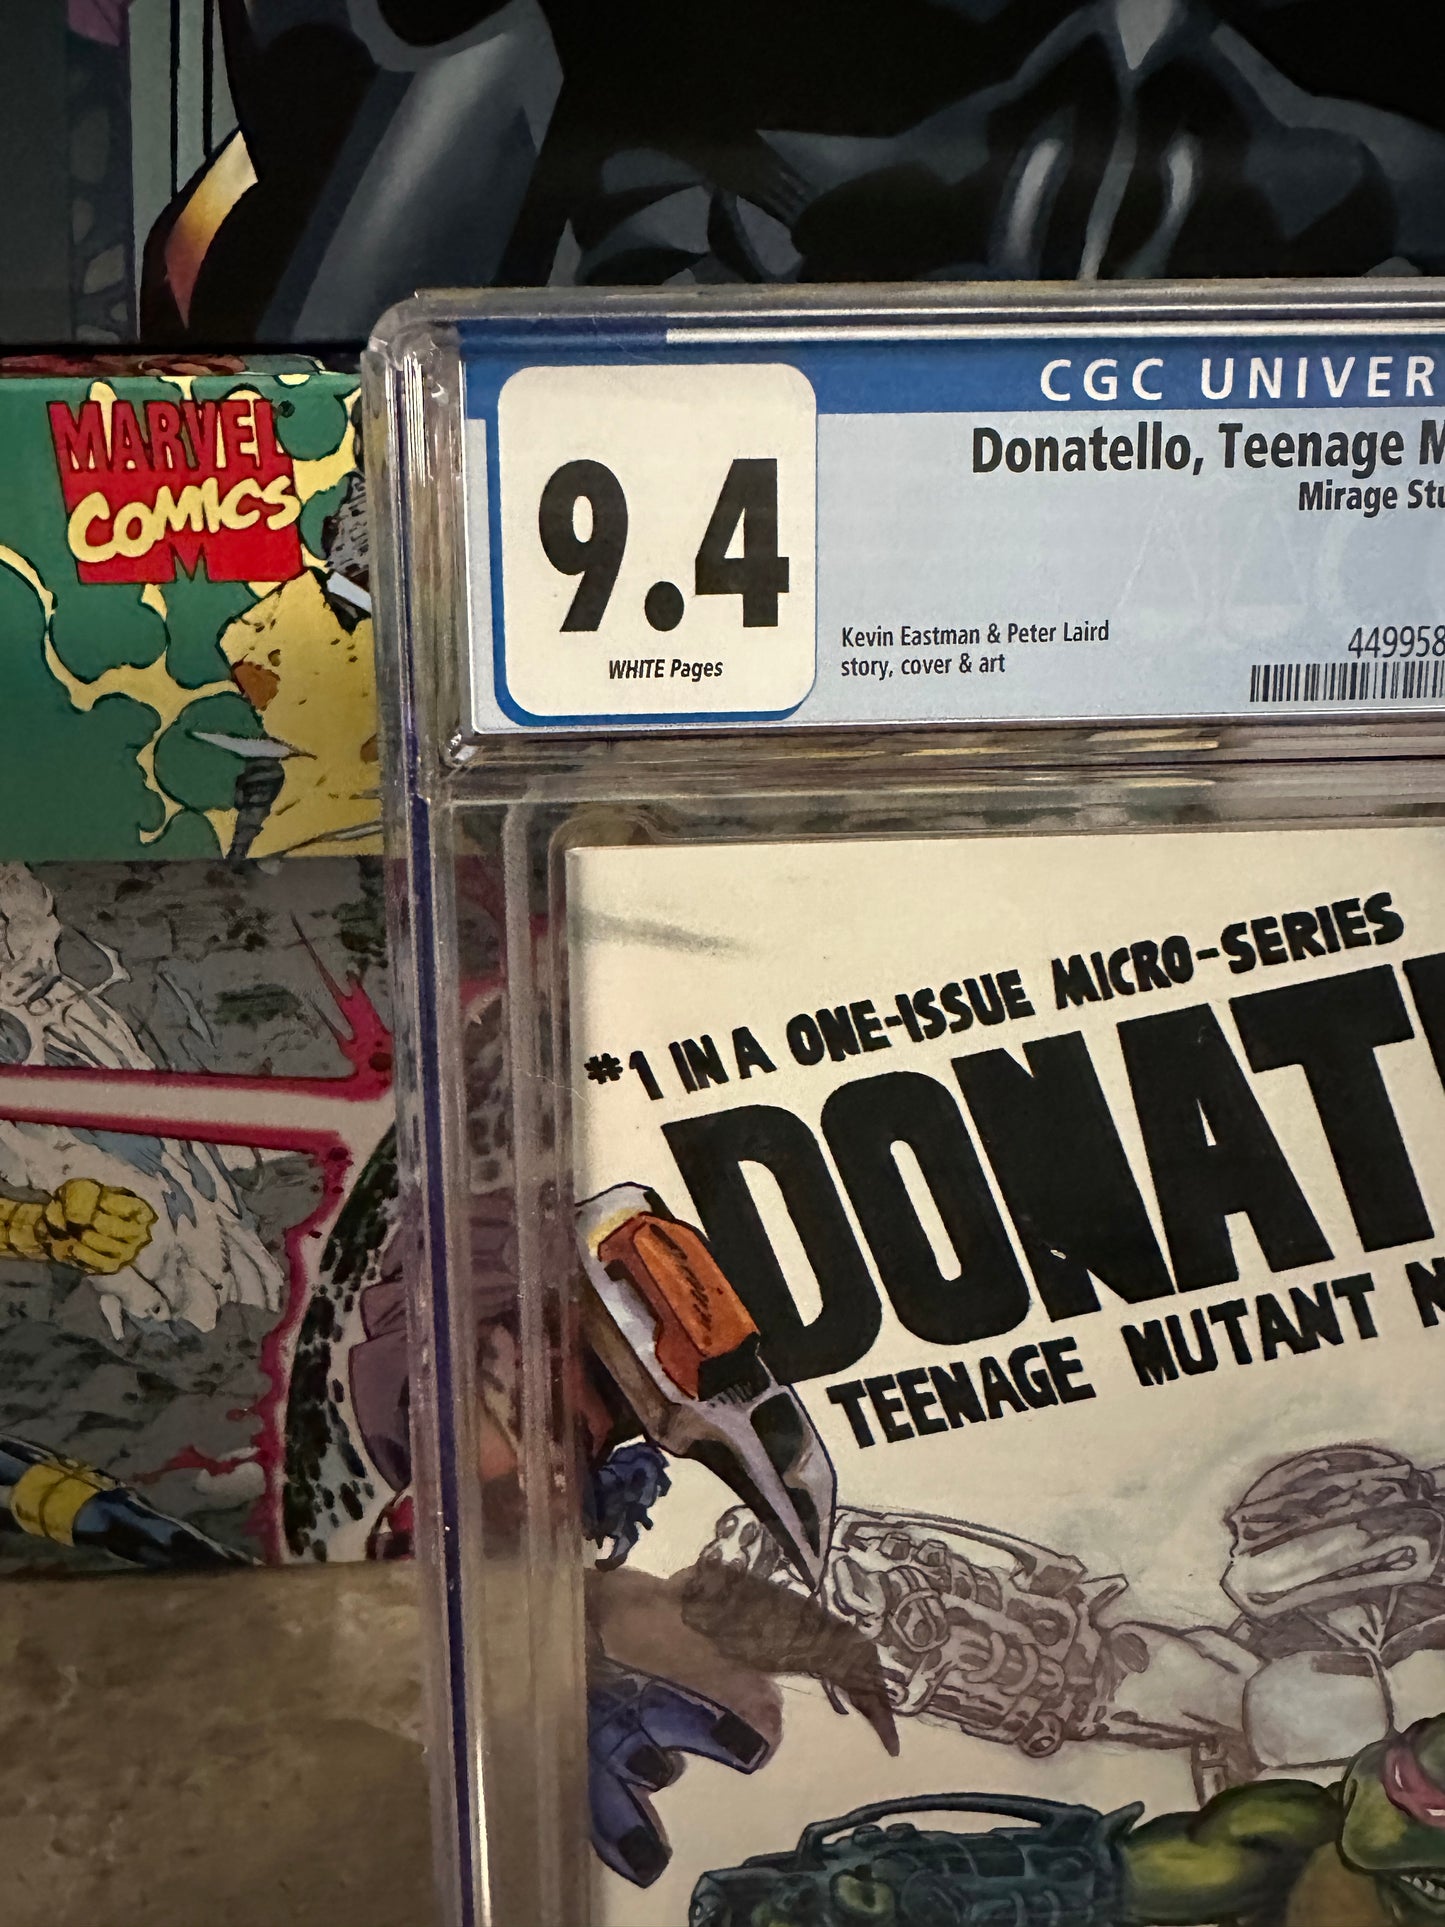 MARVEL
COMICS
CGC UNIVER
Donatello, Teenage M
Mirage Stu
9.4
WHITE Pages
Kevin Eastman & Peter Laird
story, cover & art
449958
#1 IN A ONE-ISSUE MICRO-SERIES
DONAT
TEENAGE MUTANT N